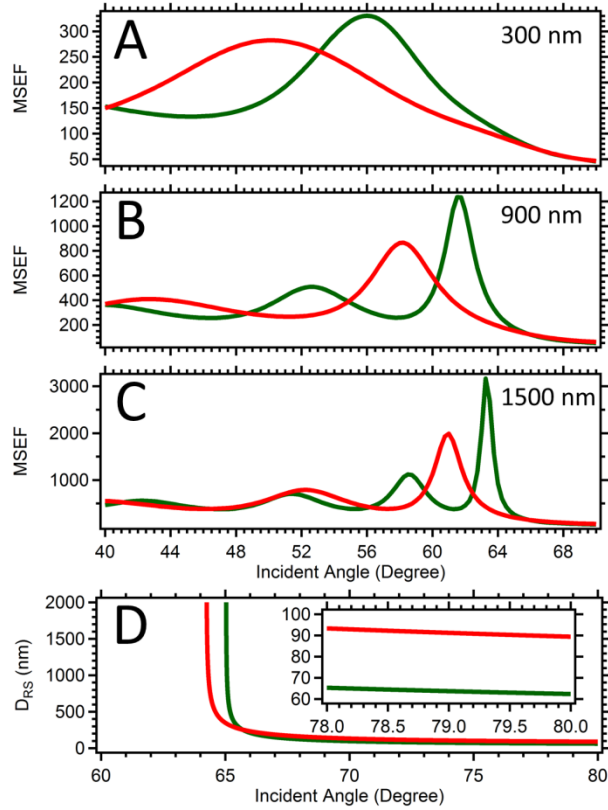 A
300 nm
MSEF
300
250
200
150
100
50
B
900 nm
MSEF
1200
1000
800
600
400
200
C
1500 nm
MSEF
3000
2000
1000
40 44 48 52 56 60 64 68
Incident Angle (Degree)
D
D_RS (nm)
2000
1500
1000
500
0
100
90
80
70
60
78.0 78.5 79.0 79.5 80.0
60 65 70 75 80
Incident Angle (Degree)